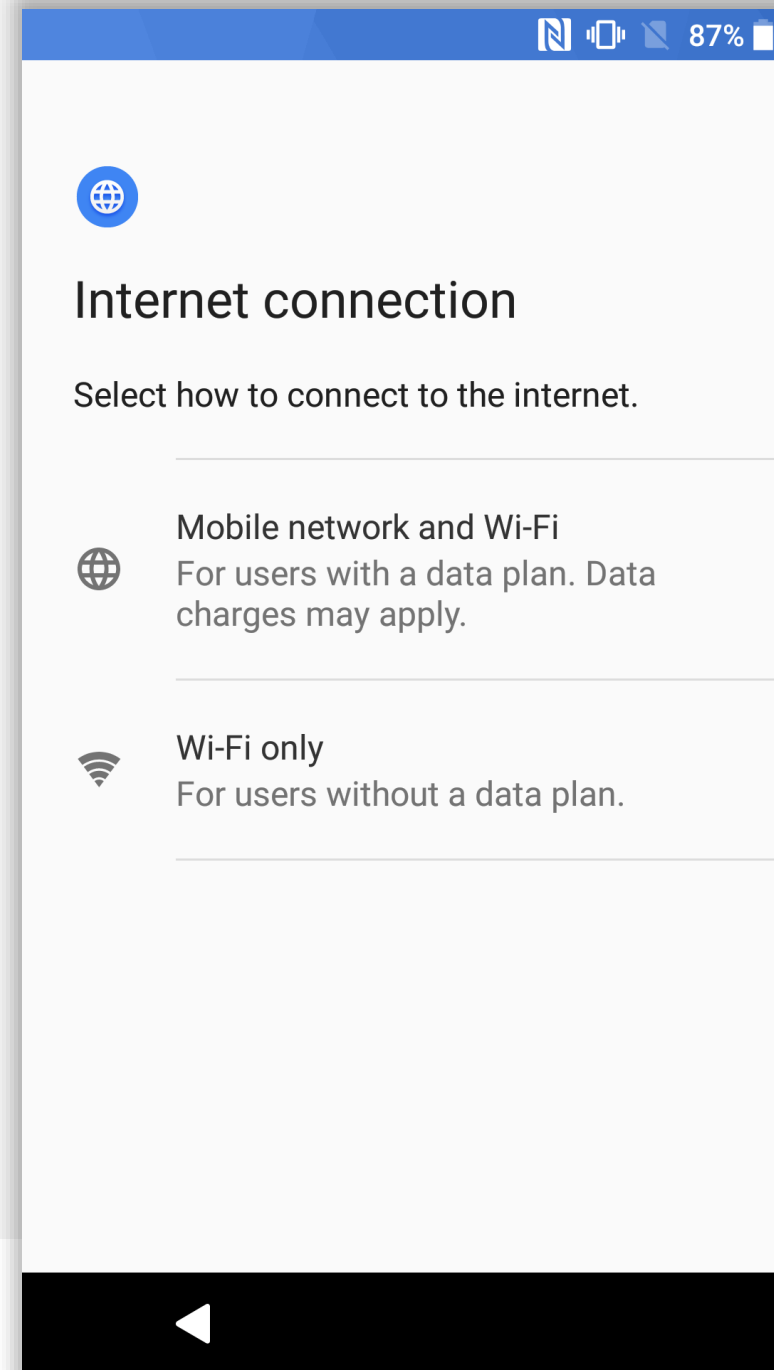 87%
Internet connection
Select how to connect to the internet.
Mobile network and Wi-Fi
For users with a data plan. Data
charges may apply.
Wi-Fi only
For users without a data plan.